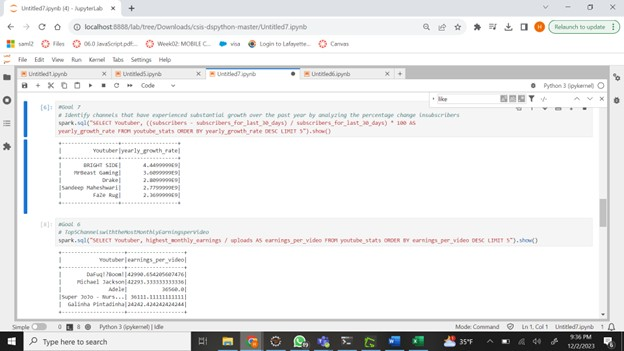 Untitled7.ipynb (4) - JupyterLab
localhost:8888/lab/tree/Downloads/csis-dspython-master/Untitled7.ipynb
Relaunch to update
saml2
Files
06.0 JavaScript.pdf...
Week02: MOBILE C...
visa
Login to Lafayette...
Canvas
File Edit View Run Kernel Tabs Settings Help
Untitled1.ipynb
Untitled5.ipynb
Untitled7.ipynb
Untitled6.ipynb
Code
Python 3 (ipykernel)
like
[6]:
#Goal 7
# Identify channels that have experienced substantial growth over the past year by analyzing the percentage change insubscribers
spark.sql("SELECT Youtuber, ((subscribers - subscribers_for_last_30_days) / subscribers_for_last_30_days) * 100 AS
yearly_growth_rate FROM youtube_stats ORDER BY yearly_growth_rate DESC LIMIT 5").show()
+----------------+------------------+
| Youtuber|yearly_growth_rate|
+----------------+------------------+
| BRIGHT SIDE| 4.4499999E9|
| MrBeast Gaming| 3.6899999E9|
| Drake| 2.8899999E9|
|Sandeep Maheshwari| 2.7799999E9|
| FaZe Rug| 2.3699999E9|
+----------------+------------------+
#Goal 6
# Top5ChannelswiththeMostMonthlyEarningsperVideo
spark.sql("SELECT Youtuber, highest_monthly_earnings / uploads AS earnings_per_video FROM youtube_stats ORDER BY earnings_per_video DESC LIMIT 5").show()
| Youtuber|earnings_per_video|
| DaFuq!?Boom!|42990.654205607476|
| Michael Jackson|42293.333333333336|
| Adele| 36560.0|
|Super JoJo - Nurs...| 36111.11111111111|
| Galinha Pintadinha|24242.424242424244|
Simple
Python 3 (ipykernel) | Idle
Mode: Command
Ln 1, Col 1
Untitled7.ipynb
Type here to search
35°F
9:36 PM
12/2/2023